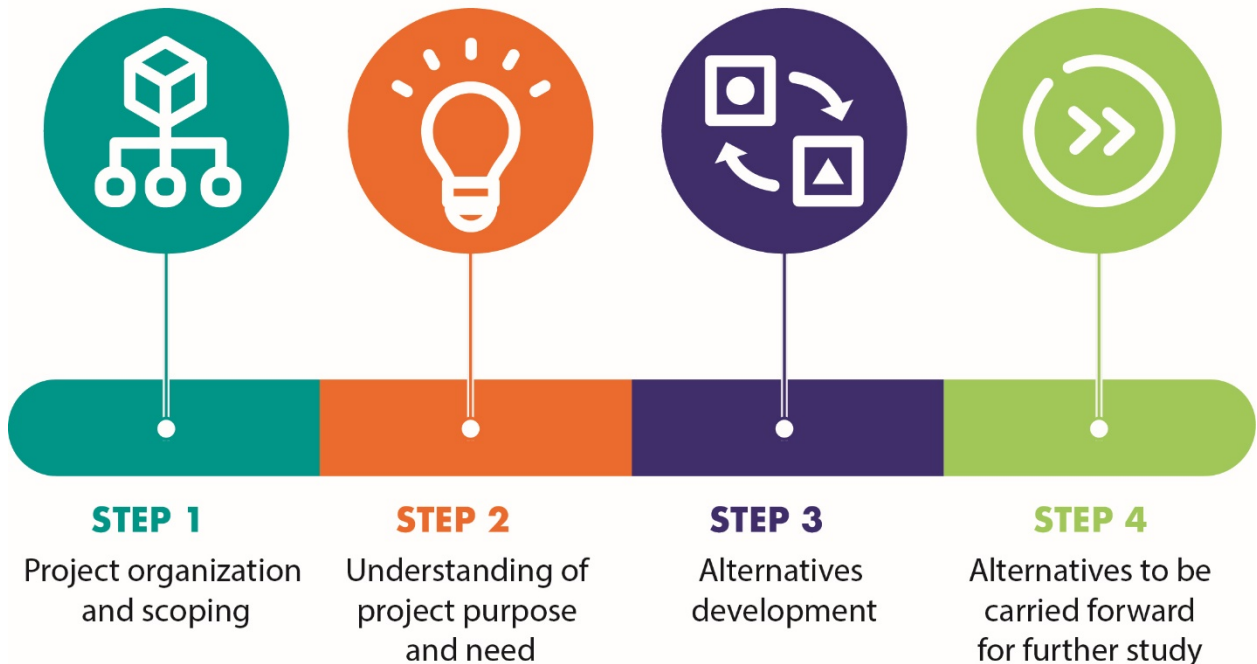 STEP 1
Project organization
and scoping
STEP 2
Understanding of
project purpose
and need
STEP 3
Alternatives
development
STEP 4
Alternatives to be
carried forward
for further study